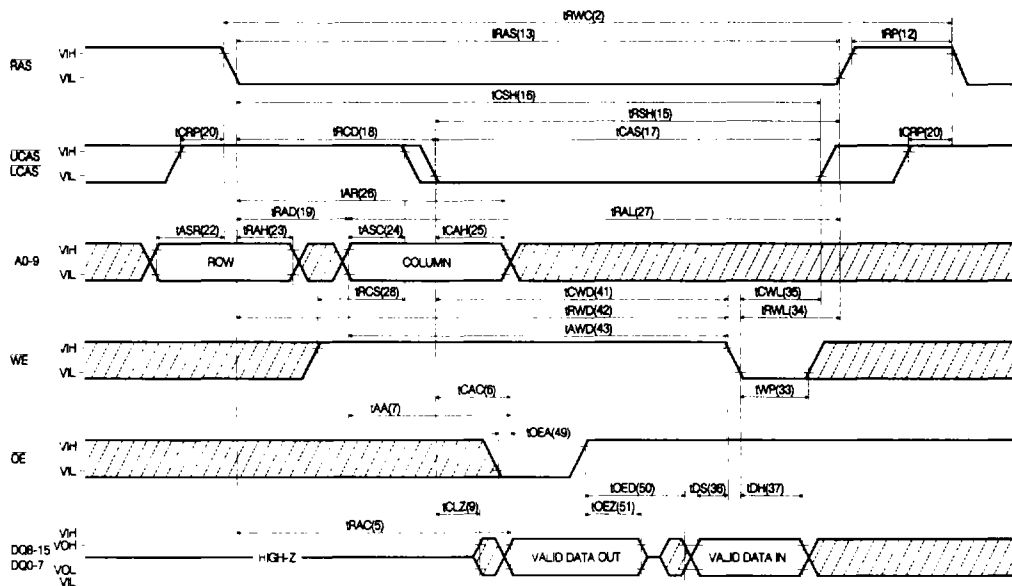 tRWC(2)
tRAS(13) tRP(12)
RAS VIH
VIL
tCSH(16)
tRSH(15)
tCRP(20) tRCD(18) tCAS(17) tCRP(20)
UCAS VIH
LCAS VIL
tAR(26)
tRAD(19) tRAL(27)
tASR(22) tRAH(23) tASC(24) tCAH(25)
A0-9 VIH ROW COLUMN
VIL
tRCS(28) tCWD(41) tCWL(35)
tRWD(42) tRWL(34)
tAWD(43)
WE VIH
VIL
tCAC(6) tWP(33)
tAA(7)
tOEA(49)
OE VIH
VIL
tOED(50) tDS(36) tDH(37)
tCLZ(9) tOEZ(51)
tRAC(5)
VIH
DQ8-15 VOH HIGH-Z VALID DATA OUT VALID DATA IN
DQ0-7 VOL
VIL